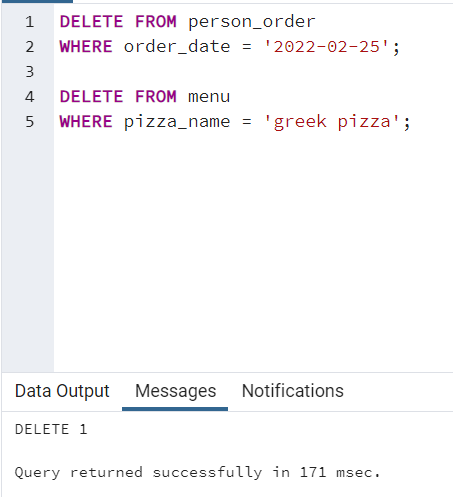 1 DELETE FROM person_order
2 WHERE order_date = '2022-02-25';
3
4 DELETE FROM menu
5 WHERE pizza_name = 'greek pizza';
Data Output Messages Notifications
DELETE 1
Query returned successfully in 171 msec.